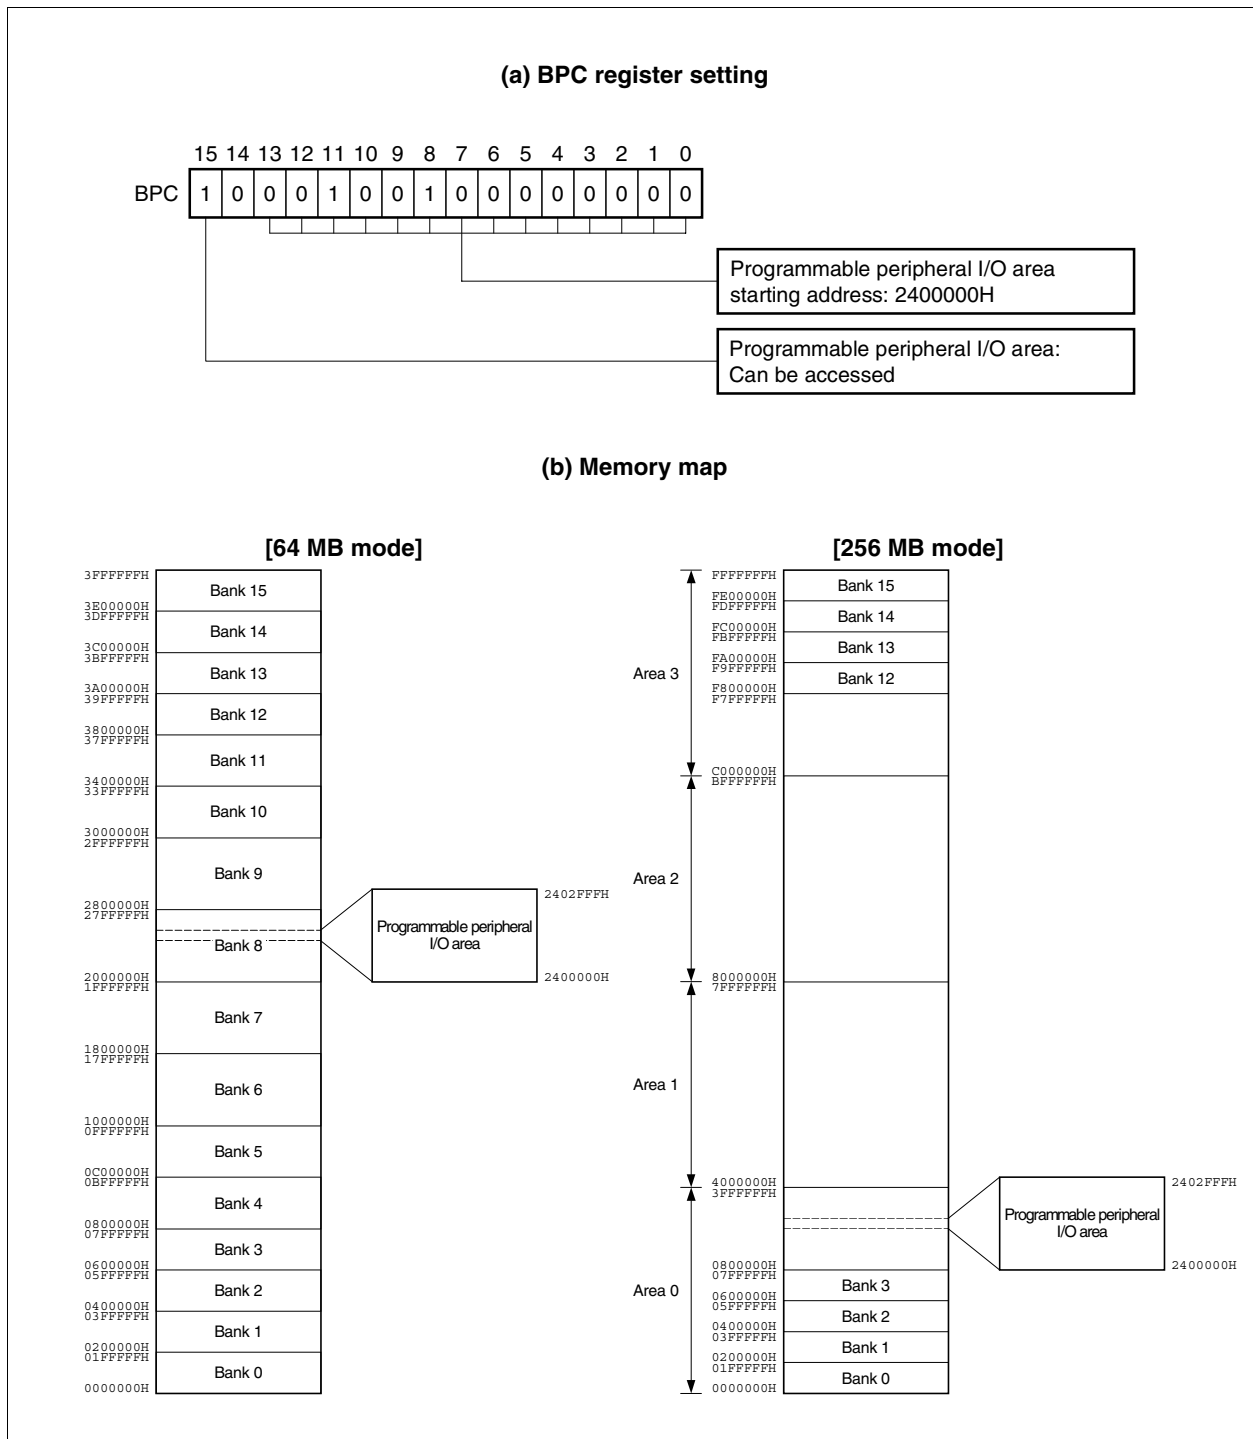 (a) BPC register setting
15 14 13 12 11 10 9 8 7 6 5 4 3 2 1 0
BPC 1 0 0 0 1 0 0 1 0 0 0 0 0 0 0 0
Programmable peripheral I/O area
starting address: 2400000H
Programmable peripheral I/O area:
Can be accessed
(b) Memory map
[64 MB mode]
3FFFFFFH
Bank 15
3E00000H
3DFFFFFH
Bank 14
3C00000H
3BFFFFFH
Bank 13
3A00000H
39FFFFFH
Bank 12
3800000H
37FFFFFH
Bank 11
3400000H
33FFFFFH
Bank 10
3000000H
2FFFFFFH
Bank 9
2800000H
27FFFFFH
Bank 8
2000000H
1FFFFFFH
Bank 7
1800000H
17FFFFFH
Bank 6
1000000H
0FFFFFFH
Bank 5
0C00000H
0BFFFFFH
Bank 4
0800000H
07FFFFFH
Bank 3
0600000H
05FFFFFH
Bank 2
0400000H
03FFFFFH
Bank 1
0200000H
01FFFFFH
Bank 0
0000000H
2402FFFH
Programmable peripheral
I/O area
2400000H
[256 MB mode]
FFFFFFFH
Bank 15
FE00000H
FDFFFFFH
Bank 14
FC00000H
FBFFFFFH
Bank 13
FA00000H
F9FFFFFH
Bank 12
F800000H
F7FFFFFH
Area 3
C000000H
BFFFFFFH
Area 2
8000000H
7FFFFFFH
Area 1
4000000H
3FFFFFFH
Area 0
0800000H
07FFFFFH
Bank 3
0600000H
05FFFFFH
Bank 2
0400000H
03FFFFFH
Bank 1
0200000H
01FFFFFH
Bank 0
0000000H
2402FFFH
Programmable peripheral
I/O area
2400000H